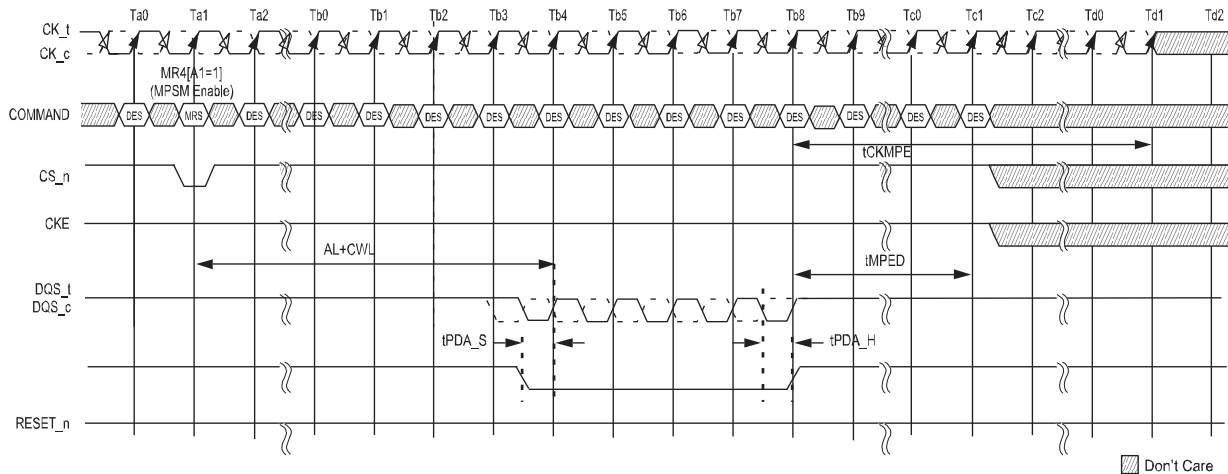 Ta0 Ta1 Ta2 Tb0 Tb1 Tb2 Tb3 Tb4 Tb5 Tb6 Tb7 Tb8 Tb9 Tc0 Tc1 Tc2 Td0 Td1 Td2
CK_t
CK_c
MR4[A1=1]
(MPSM Enable)
COMMAND DES MRS DES DES DES DES DES DES DES DES DES DES DES DES DES
tCKMPE
CS_n
CKE
AL+CWL
tMPED
DQS_t
DQS_c
tPDA_S tPDA_H
RESET_n
Don't Care